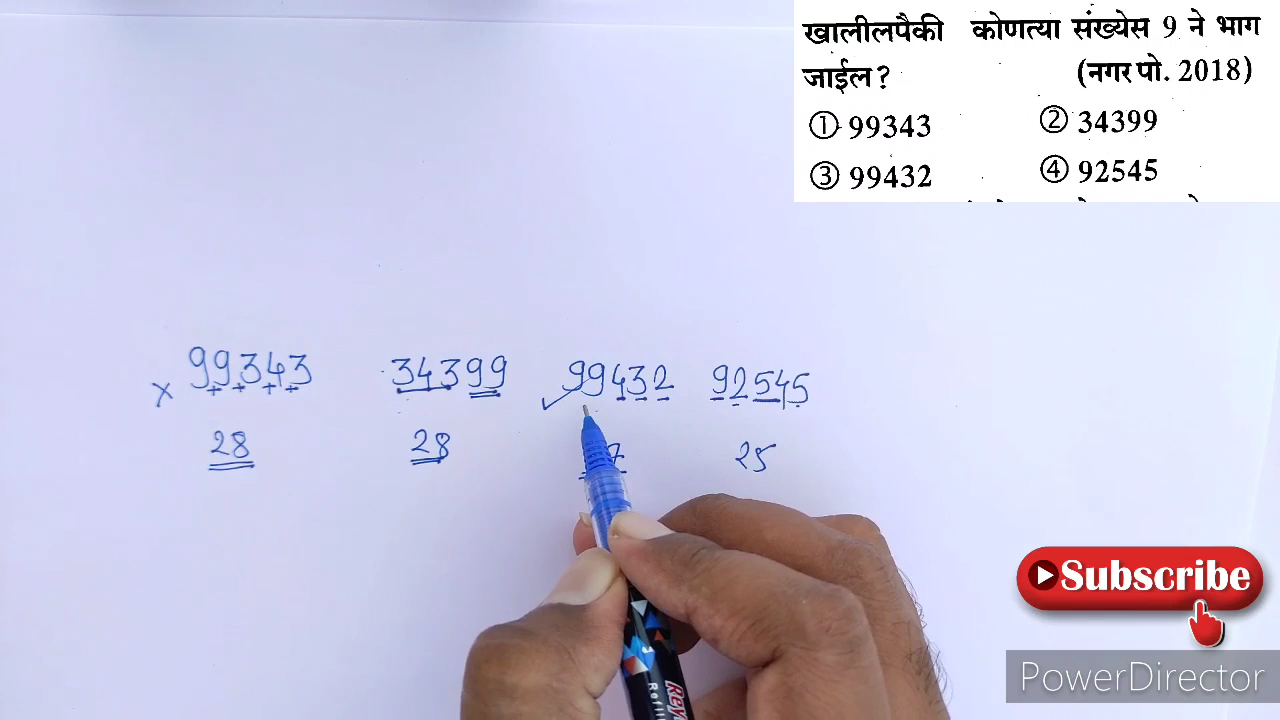 खालीलपैकी कोणत्या संख्येस 9 ने भाग
जाईल ? (नगर पो. 2018)
① 99343 ② 34399
③ 99432 ④ 92545
99343 34399 99432 92545
28 28 7 25
Subscribe
PowerDirector